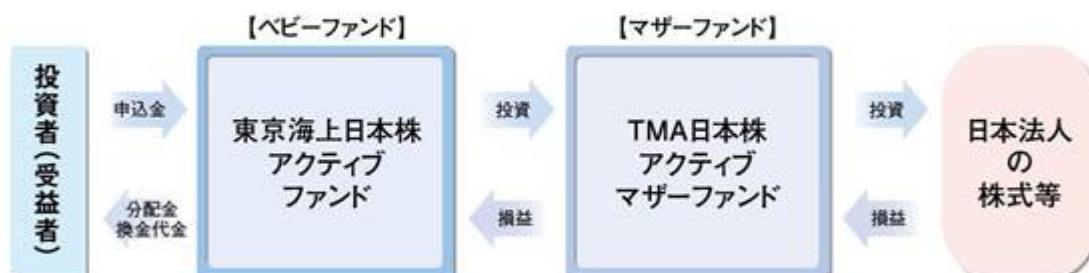 【ベビーファンド】
【マザーファンド】
投資者(受益者)
申込金
分配金
換金代金
東京海上日本株
アクティブ
ファンド
投資
損益
TMA日本株
アクティブ
マザーファンド
投資
損益
日本法人
の
株式等